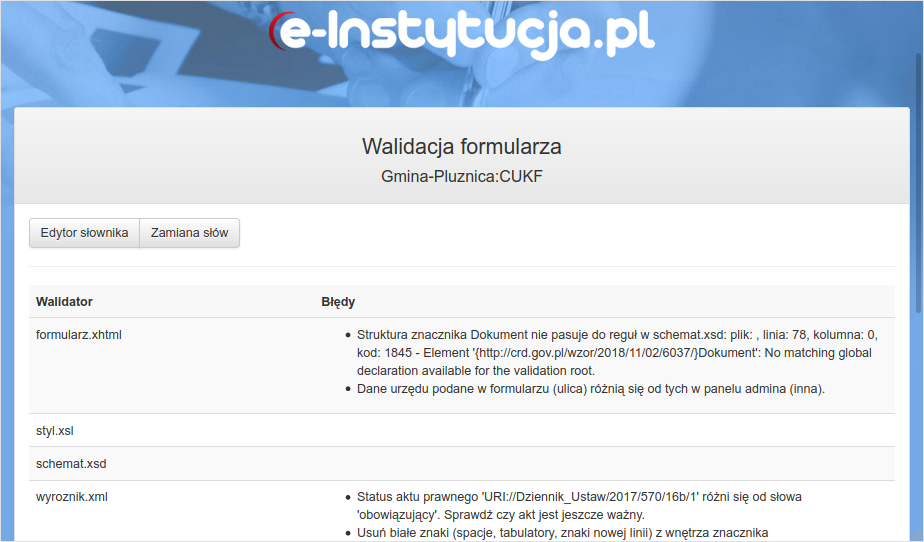 e-Instytucja.pl
Walidacja formularza
Gmina-Pluznica:CUKF
Edytor słownika Zamiana słów
Walidator Błędy
formularz.xhtml
• Struktura znacznika Dokument nie pasuje do reguł w schemat.xsd: plik: , linia: 78, kolumna: 0,
kod: 1845 - Element '{http://crd.gov.pl/wzor/2018/11/02/6037/}Dokument': No matching global
declaration available for the validation root.
• Dane urzędu podane w formularzu (ulica) różnią się od tych w panelu admina (inna).
styl.xsl
schemat.xsd
wyroznik.xml
• Status aktu prawnego 'URI://Dziennik_Ustaw/2017/570/16b/1' różni się od słowa
'obowiązujący'. Sprawdź czy akt jest jeszcze ważny.
• Usuń białe znaki (spacje, tabulatory, znaki nowej linii) z wnętrza znacznika